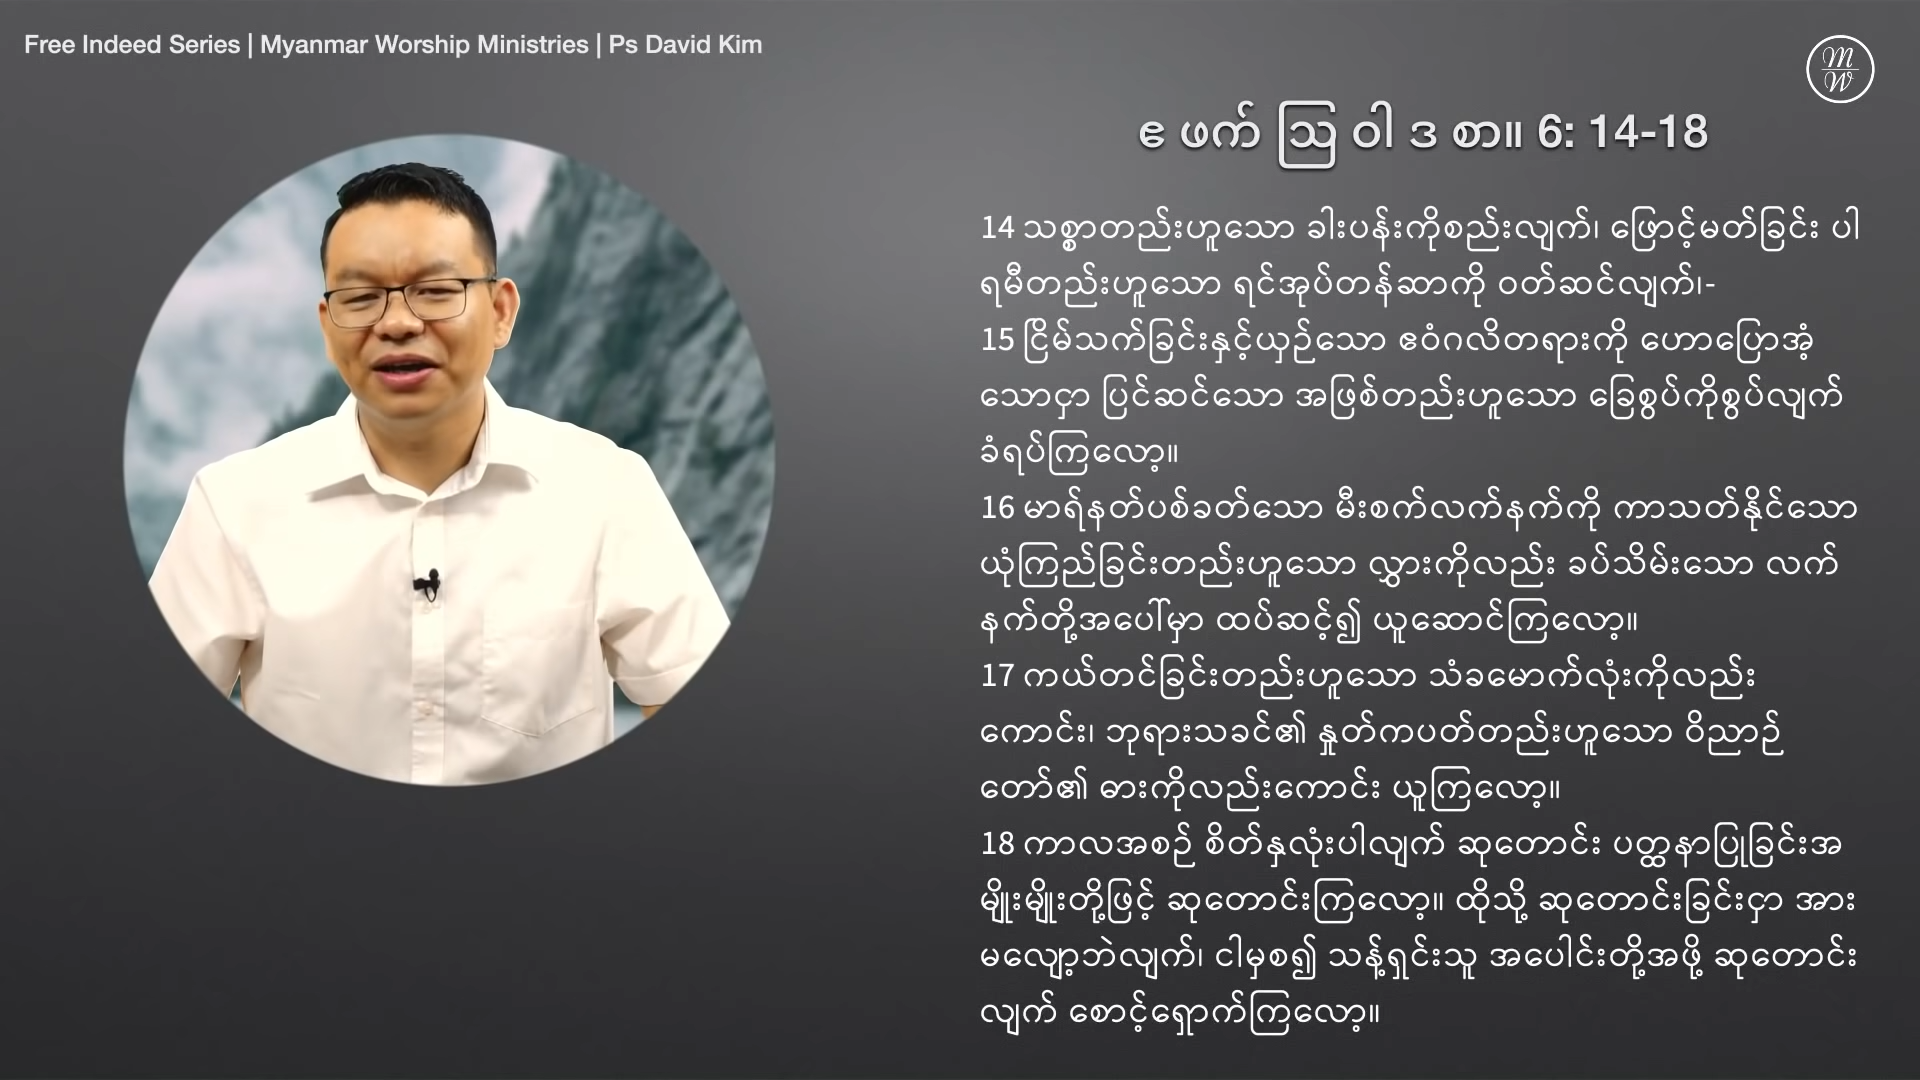 Free Indeed Series | Myanmar Worship Ministries | Ps David Kim
M
W
ဧ ဖက် ဩ ဝါ ဒ စာ။ 6: 14-18
14 သစ္စာတည်းဟူသော ခါးပန်းကိုစည်းလျက်၊ ဖြောင့်မတ်ခြင်း ပါ
ရမီတည်းဟူသော ရင်အုပ်တန်ဆာကို ဝတ်ဆင်လျက်၊-
15 ငြိမ်သက်ခြင်းနှင့်ယှဉ်သော ဧဝံဂလိတရားကို ဟောပြောအံ့
သောငှာ ပြင်ဆင်သော အဖြစ်တည်းဟူသော ခြေစွပ်ကိုစွပ်လျက်
ခံရပ်ကြလော့။
16 မာရ်နတ်ပစ်ခတ်သော မီးစက်လက်နက်ကို ကာသတ်နိုင်သော
ယုံကြည်ခြင်းတည်းဟူသော လွှားကိုလည်း ခပ်သိမ်းသော လက်
နက်တို့အပေါ်မှာ ထပ်ဆင့်၍ ယူဆောင်ကြလော့။
17 ကယ်တင်ခြင်းတည်းဟူသော သံခမောက်လုံးကိုလည်း
ကောင်း၊ ဘုရားသခင်၏ နှုတ်ကပတ်တည်းဟူသော ဝိညာဉ်
တော်၏ ဓားကိုလည်းကောင်း ယူကြလော့။
18 ကာလအစဉ် စိတ်နှလုံးပါလျက် ဆုတောင်း ပတ္ထနာပြုခြင်းအ
မျိုးမျိုးတို့ဖြင့် ဆုတောင်းကြလော့။ ထိုသို့ ဆုတောင်းခြင်းငှာ အား
မလျော့ဘဲလျက်၊ ငါမှစ၍ သန့်ရှင်းသူ အပေါင်းတို့အဖို့ ဆုတောင်း
လျက် စောင့်ရှောက်ကြလော့။